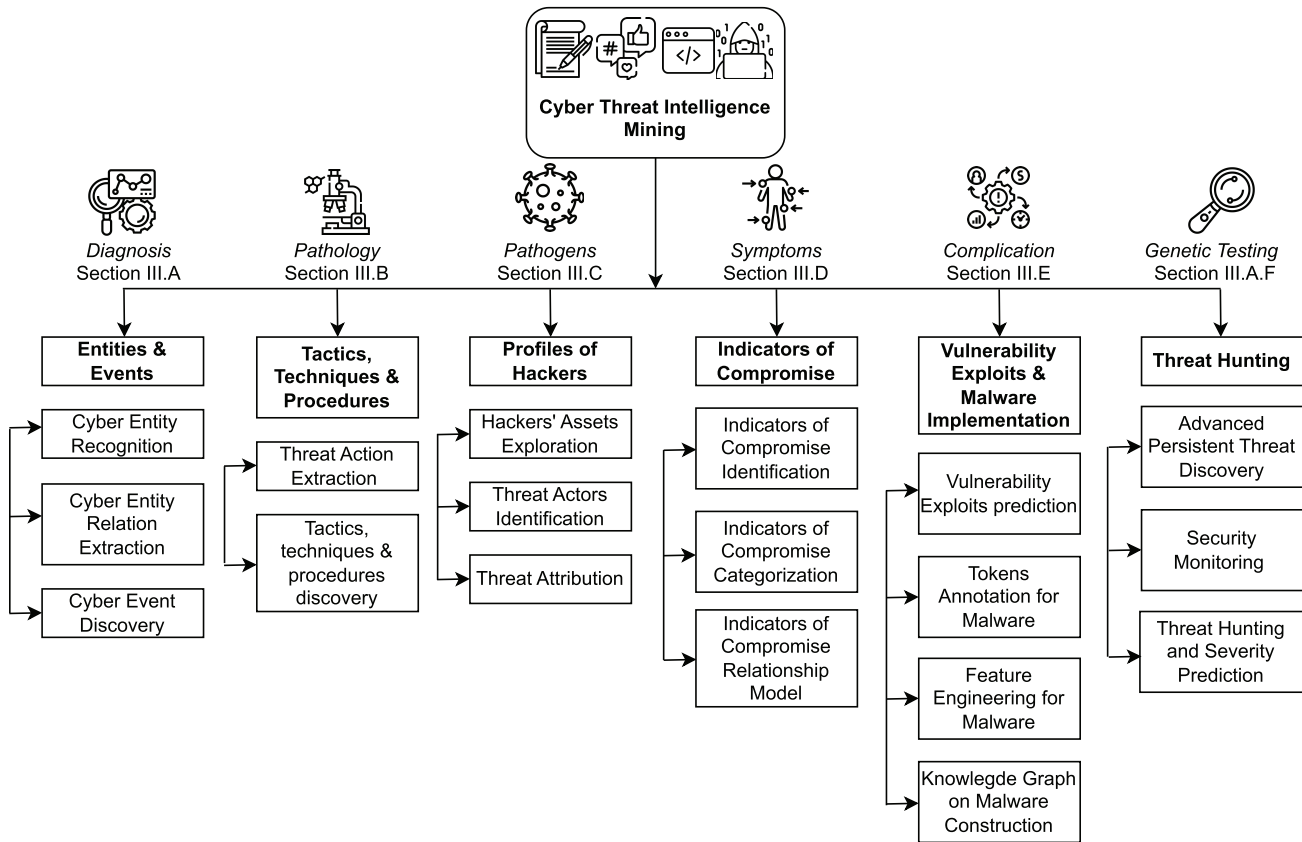 Cyber Threat Intelligence
Mining
Diagnosis
Section III.A
Pathology
Section III.B
Pathogens
Section III.C
Symptoms
Section III.D
Complication
Section III.E
Genetic Testing
Section III.A.F
Entities &
Events
Cyber Entity
Recognition
Cyber Entity
Relation
Extraction
Cyber Event
Discovery
Tactics,
Techniques &
Procedures
Threat Action
Extraction
Tactics,
techniques &
procedures
discovery
Profiles of
Hackers
Hackers' Assets
Exploration
Threat Actors
Identification
Threat Attribution
Indicators of
Compromise
Indicators of
Compromise
Identification
Indicators of
Compromise
Categorization
Indicators of
Compromise
Relationship
Model
Vulnerability
Exploits &
Malware
Implementation
Vulnerability
Exploits prediction
Tokens
Annotation for
Malware
Feature
Engineering for
Malware
Knowlegde Graph
on Malware
Construction
Threat Hunting
Advanced
Persistent Threat
Discovery
Security
Monitoring
Threat Hunting
and Severity
Prediction